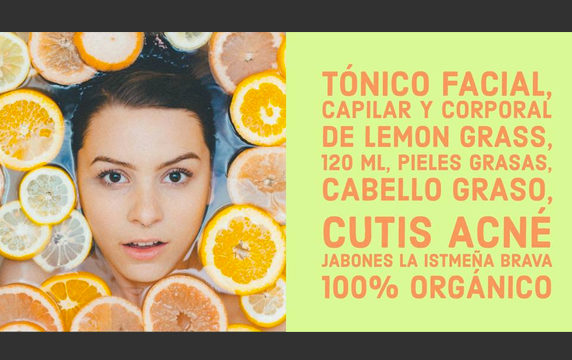 TÓNICO FACIAL,
CAPILAR Y CORPORAL
DE LEMON GRASS,
120 ML, PIELES GRASAS,
CABELLO GRASO,
CUTIS ACNÉ
JABONES LA ISTMEÑA BRAVA
100% ORGÁNICO